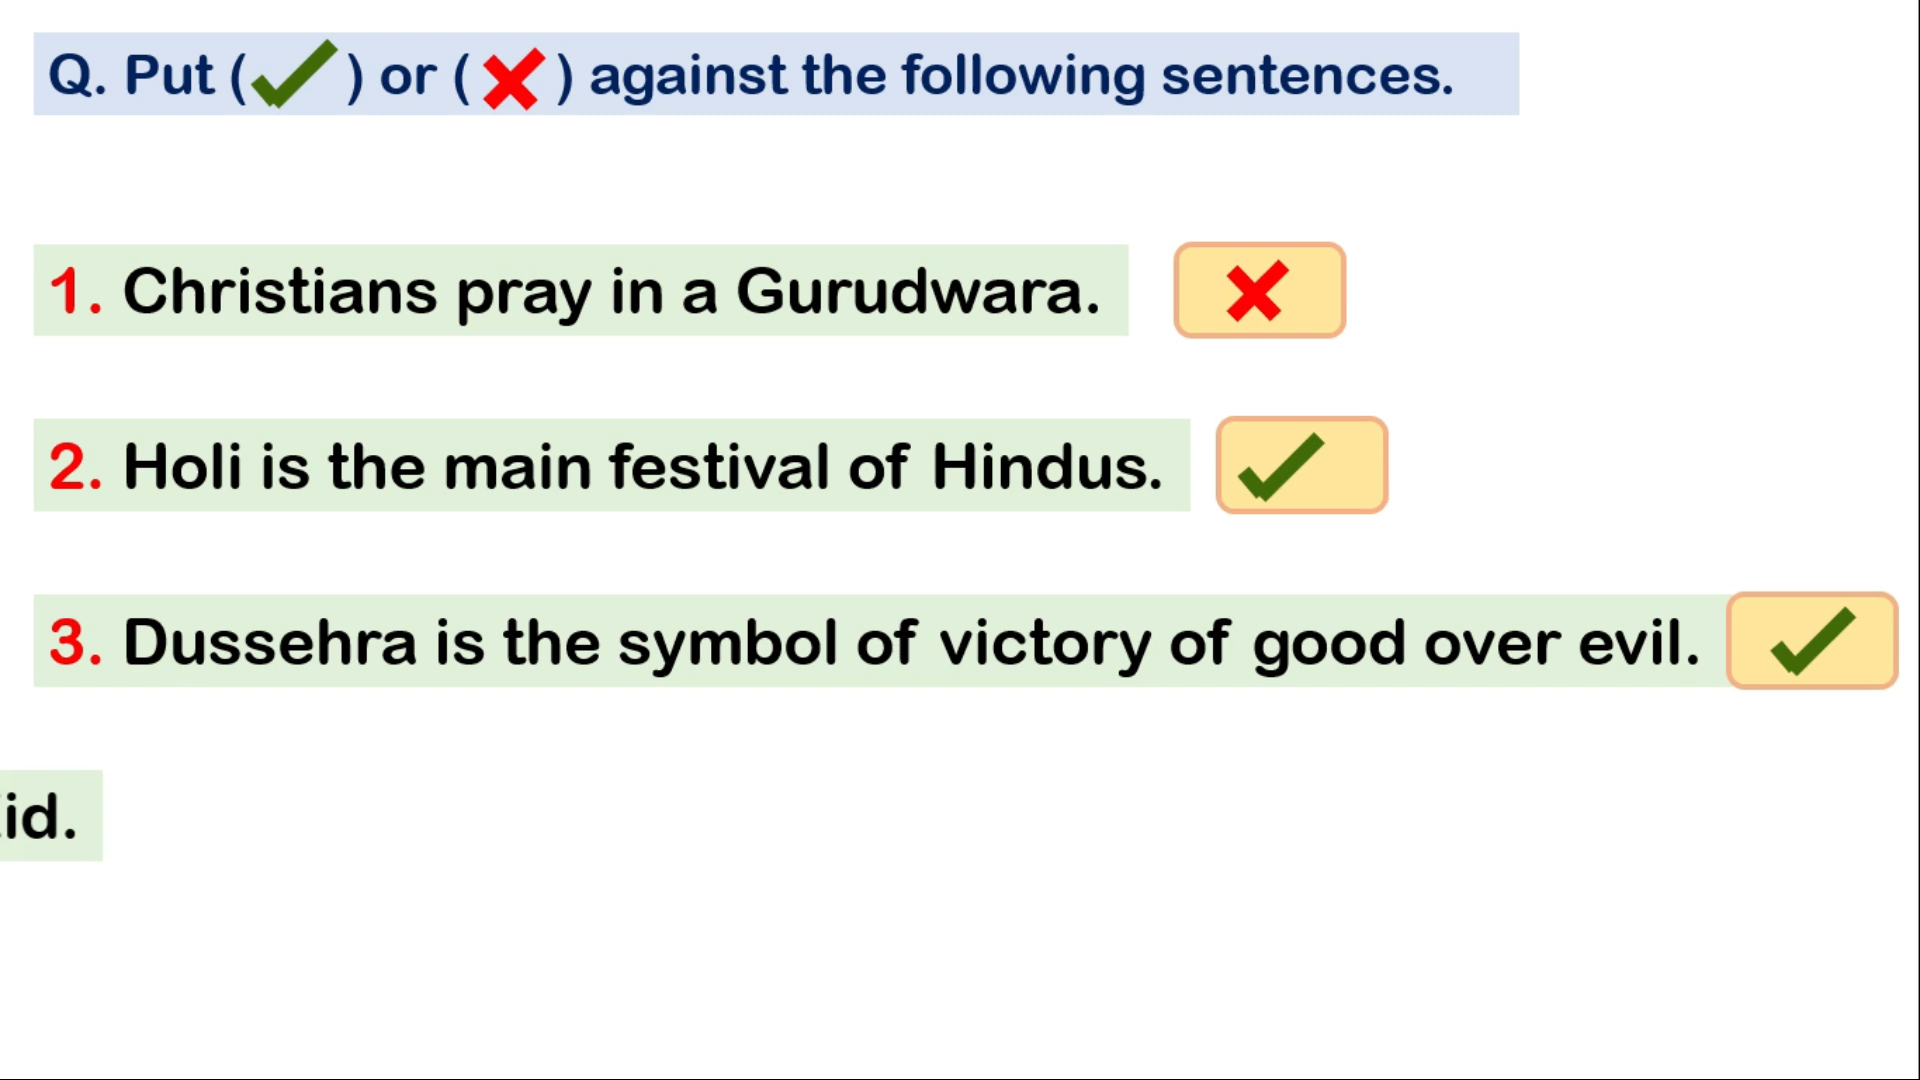 Q. Put (✓) or (✗) against the following sentences.
1. Christians pray in a Gurudwara. ✗
2. Holi is the main festival of Hindus. ✓
3. Dussehra is the symbol of victory of good over evil. ✓